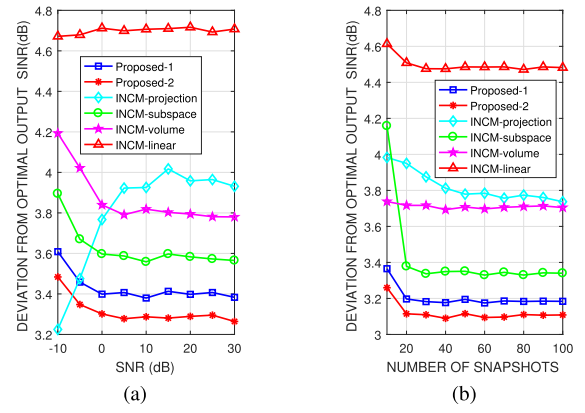 DEVIATION FROM OPTIMAL OUTPUT SINR(dB)
4.8
4.6
4.4
4.2
4
3.8
3.6
3.4
3.2
Proposed-1
Proposed-2
INCM-projection
INCM-subspace
INCM-volume
INCM-linear
-10
0
10
20
30
SNR (dB)
(a)
DEVIATION FROM OPTIMAL OUTPUT SINR(dB)
4.8
4.6
4.4
4.2
4
3.8
3.6
3.4
3.2
3
Proposed-1
Proposed-2
INCM-projection
INCM-subspace
INCM-volume
INCM-linear
20
40
60
80
100
NUMBER OF SNAPSHOTS
(b)